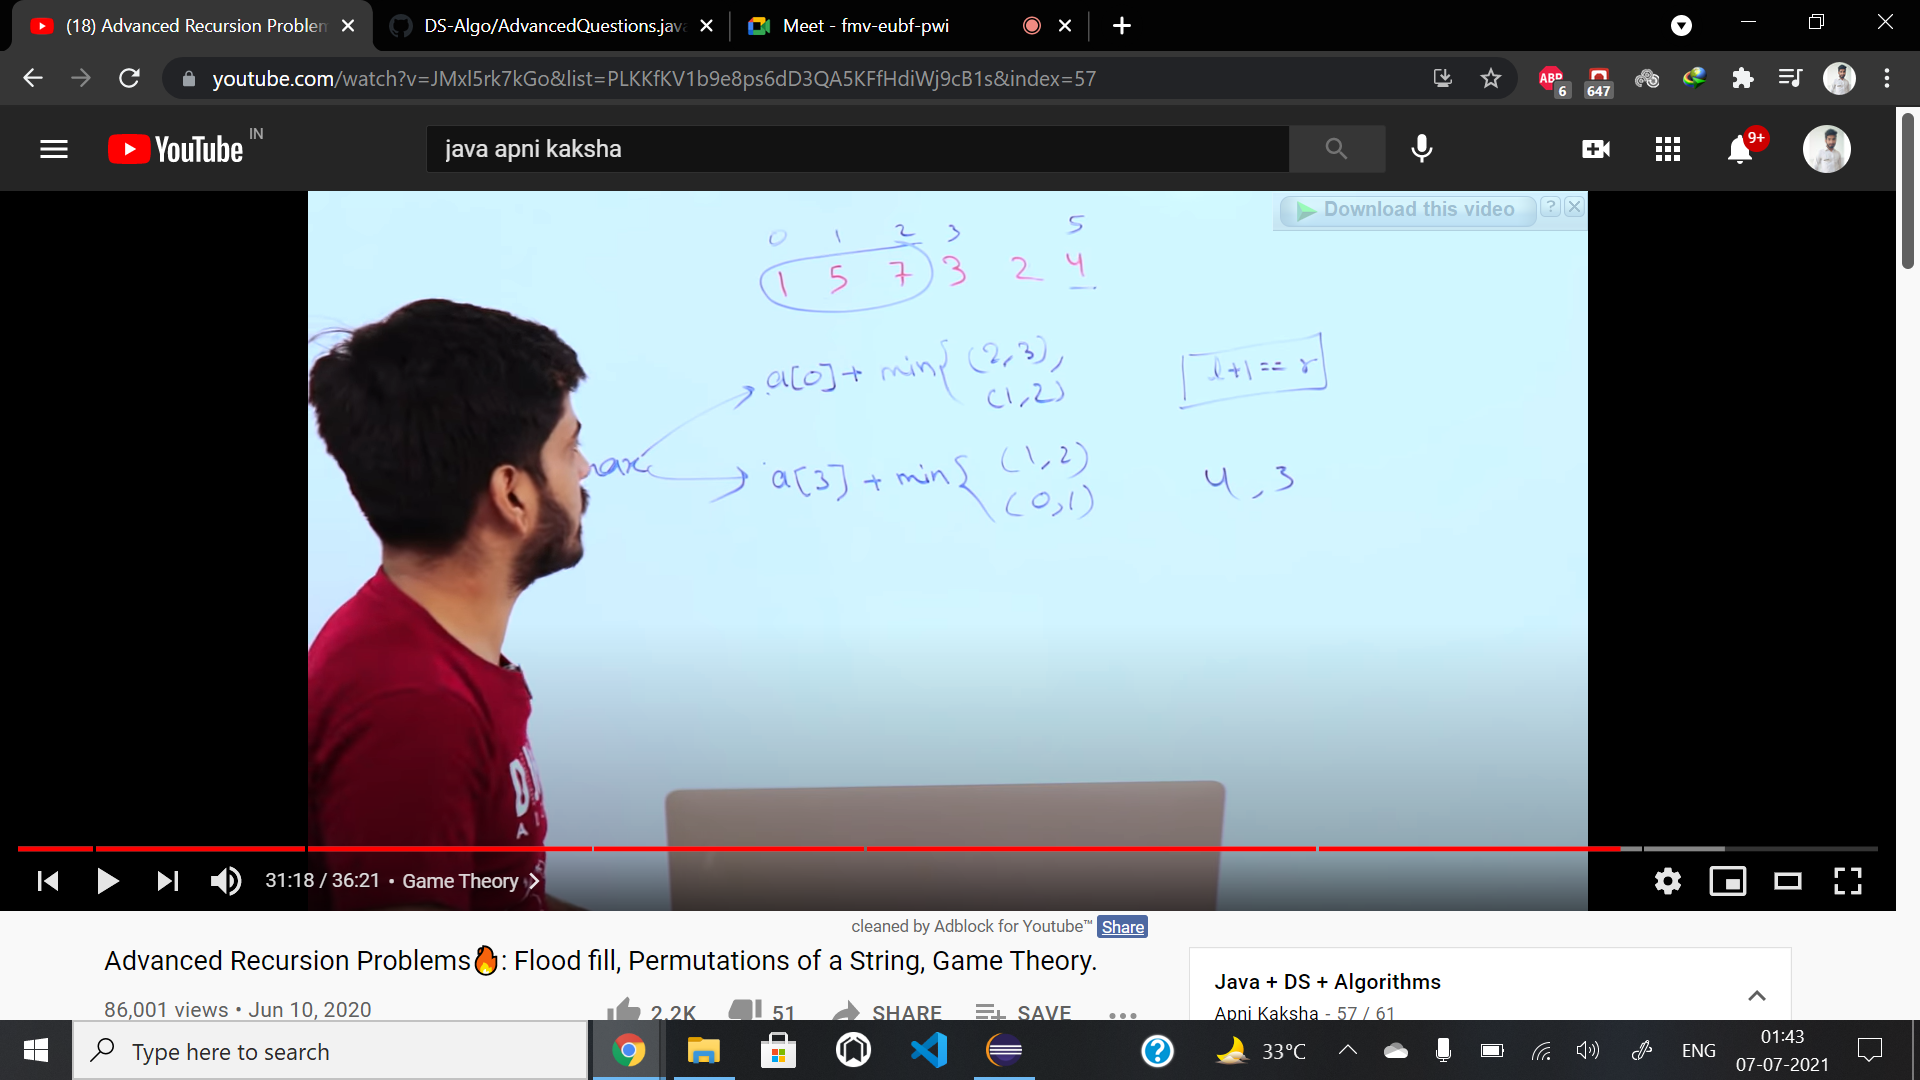 (18) Advanced Recursion Problem
DS-Algo/AdvancedQuestions.java
Meet - fmv-eubf-pwi
youtube.com/watch?v=JMxl5rk7kGo&list=PLKKfKV1b9e8ps6dD3QA5KFfHdiWj9cB1s&index=57
ABP
6
647
YouTube IN
java apni kaksha
9+
Download this video ? X
0 1 2 3 5
1 5 7 3 2 4
a[0] + min{ (2,3),
(1,2)
l+1 == r
max
a[3] + min{ (1,2)
(0,1)
4, 3
31:18 / 36:21 • Game Theory
cleaned by Adblock for Youtube™ Share
Advanced Recursion Problems🔥: Flood fill, Permutations of a String, Game Theory.
86,001 views • Jun 10, 2020
2.2K 51 SHARE SAVE
Java + DS + Algorithms
Apni Kaksha - 57 / 61
Type here to search
33°C
ENG
01:43
07-07-2021